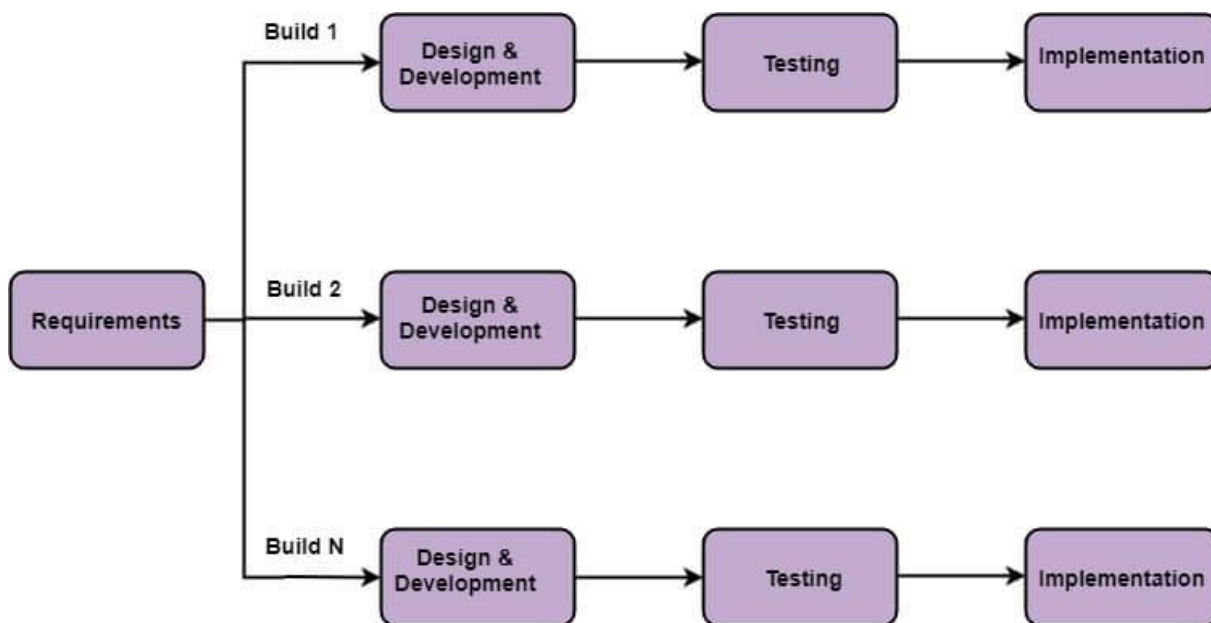 Build 1
Design &
Development
Testing
Implementation
Requirements
Build 2
Design &
Development
Testing
Implementation
Build N
Design &
Development
Testing
Implementation